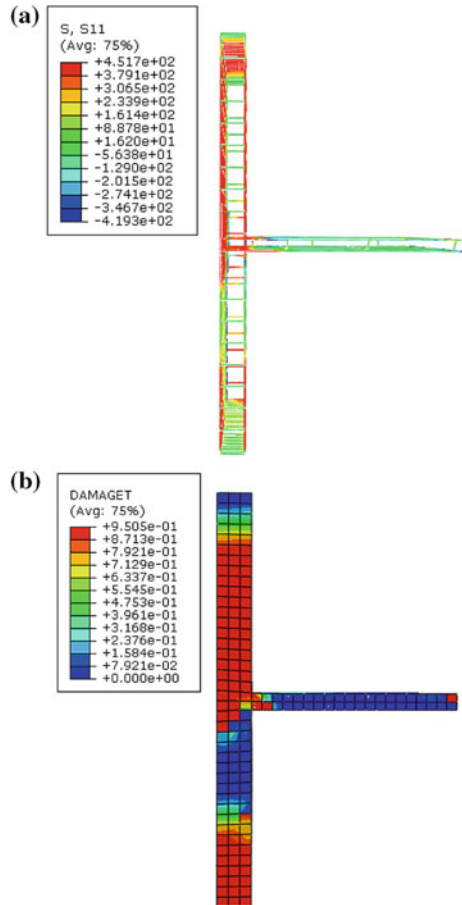 (a)
S, S11
(Avg: 75%)
+4.517e+02
+3.791e+02
+3.065e+02
+2.339e+02
+1.614e+02
+8.878e+01
+1.620e+01
-5.638e+01
-1.290e+02
-2.015e+02
-2.741e+02
-3.467e+02
-4.193e+02
(b)
DAMAGET
(Avg: 75%)
+9.505e-01
+8.713e-01
+7.921e-01
+7.129e-01
+6.337e-01
+5.545e-01
+4.753e-01
+3.961e-01
+3.168e-01
+2.376e-01
+1.584e-01
+7.921e-02
+0.000e+00